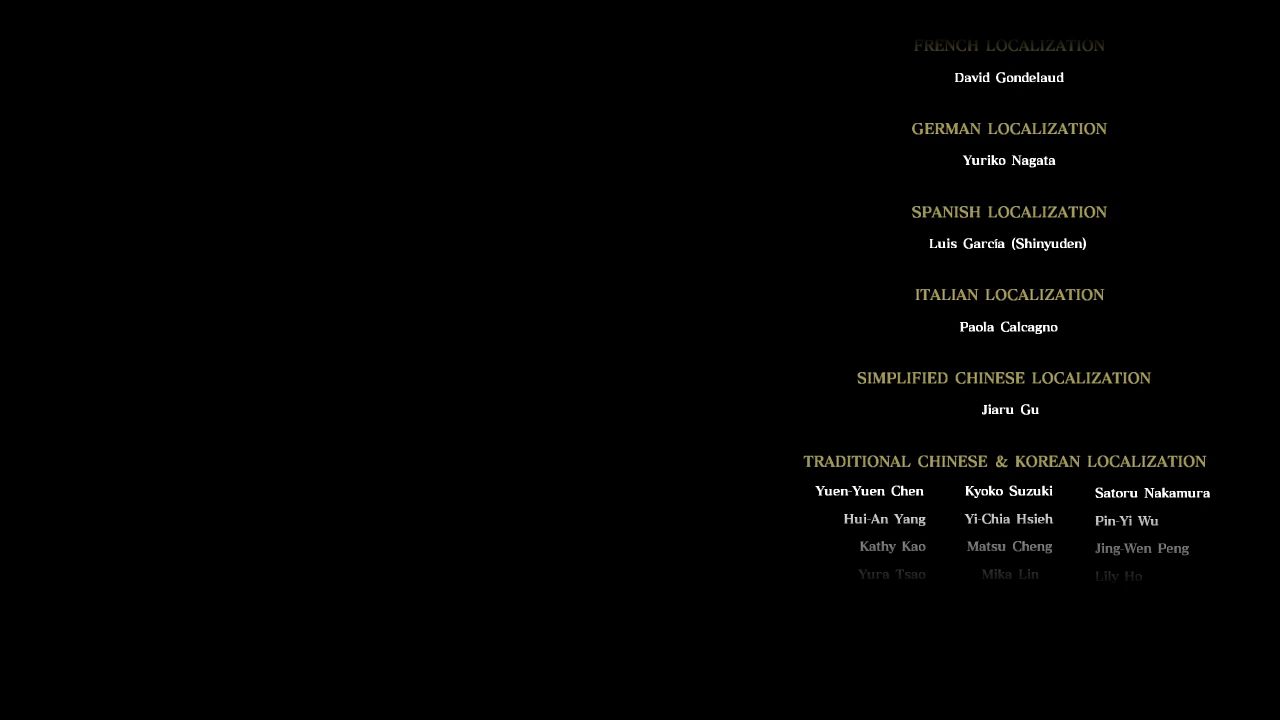 FRENCH LOCALIZATION
David Gondelaud
GERMAN LOCALIZATION
Yuriko Nagata
SPANISH LOCALIZATION
Luis García (Shinyuden)
ITALIAN LOCALIZATION
Paola Calcagno
SIMPLIFIED CHINESE LOCALIZATION
Jiaru Gu
TRADITIONAL CHINESE & KOREAN LOCALIZATION
Yuen-Yuen Chen Kyoko Suzuki Satoru Nakamura
Hui-An Yang Yi-Chia Hsieh Pin-Yi Wu
Kathy Kao Matsu Cheng Jing-Wen Peng
Yura Tsao Mika Lin Lily Ho